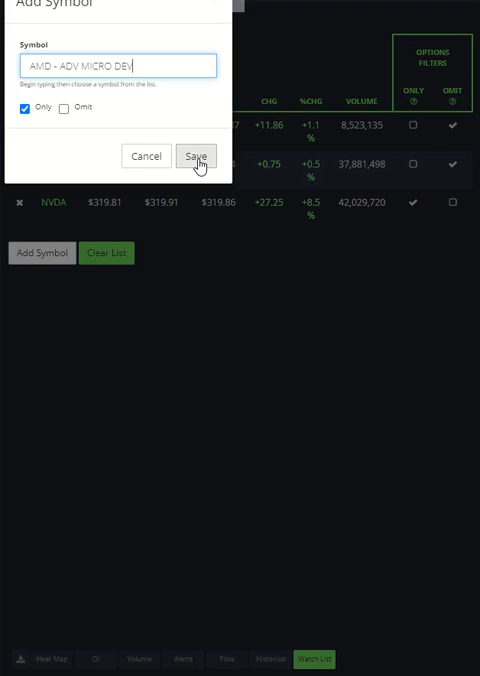 Add Symbol
Symbol
AMD - ADV MICRO DEV
Begin typing then choose a symbol from the list.
Only
Omit
Cancel
Save
OPTIONS
FILTERS
CHG
%CHG
VOLUME
ONLY
OMIT
+11.86
+1.1
%
8,523,135
+0.75
+0.5
%
37,881,498
NVDA
$319.81
$319.91
$319.86
+27.25
+8.5
%
42,029,720
Add Symbol
Clear List
Heat Map
OI
Volume
Alerts
Flow
Historical
Watch List